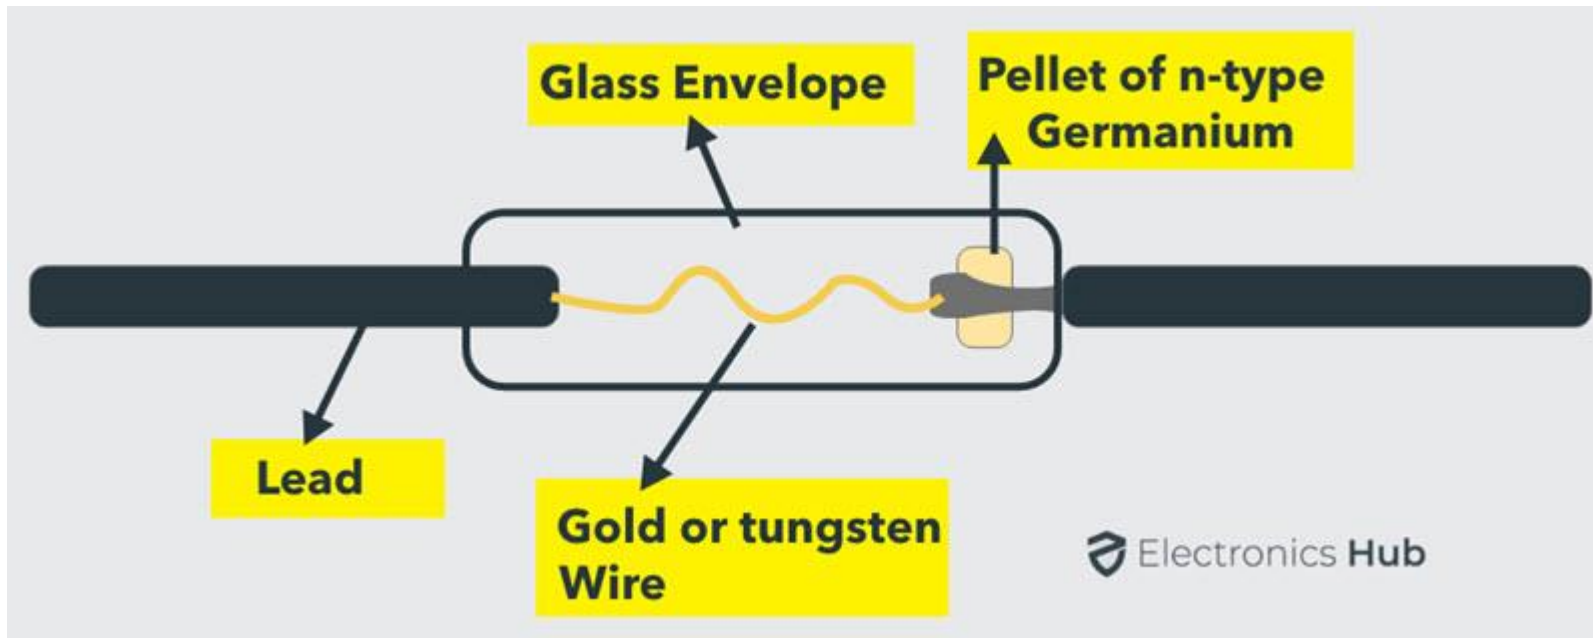 Glass Envelope
Pellet of n-type
Germanium
Lead
Gold or tungsten
Wire
Electronics Hub